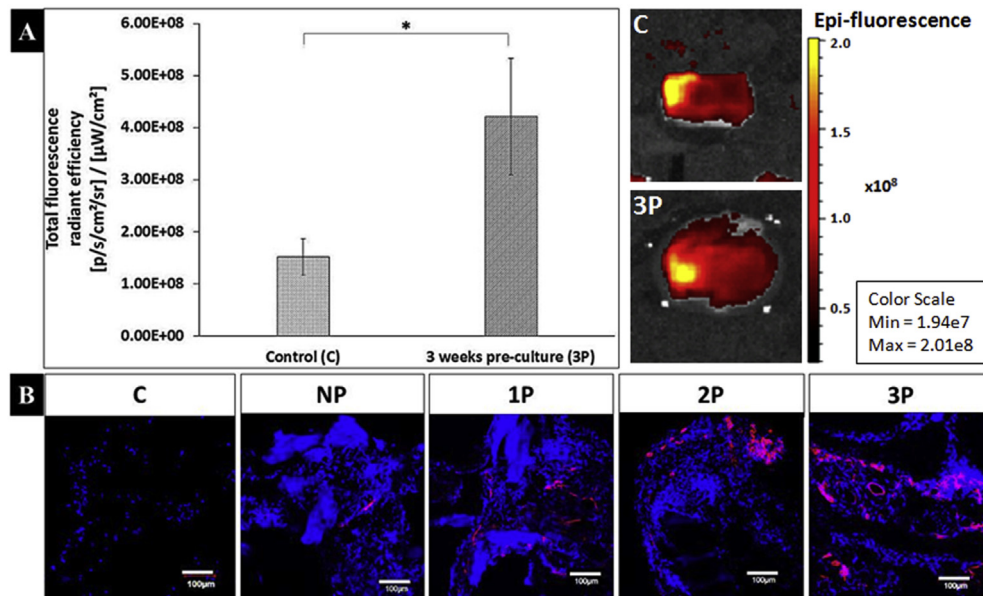 A
Total fluorescence
radiant efficiency
[p/s/cm²/sr] / [µW/cm²]
6.00E+08
5.00E+08
4.00E+08
3.00E+08
2.00E+08
1.00E+08
0.00E+00
*
Control (C)
3 weeks pre-culture (3P)
C
3P
Epi-fluorescence
2.0
1.5
x10⁸
1.0
0.5
Color Scale
Min = 1.94e7
Max = 2.01e8
B
C
NP
1P
2P
3P
100µm
100µm
100µm
100µm
100µm